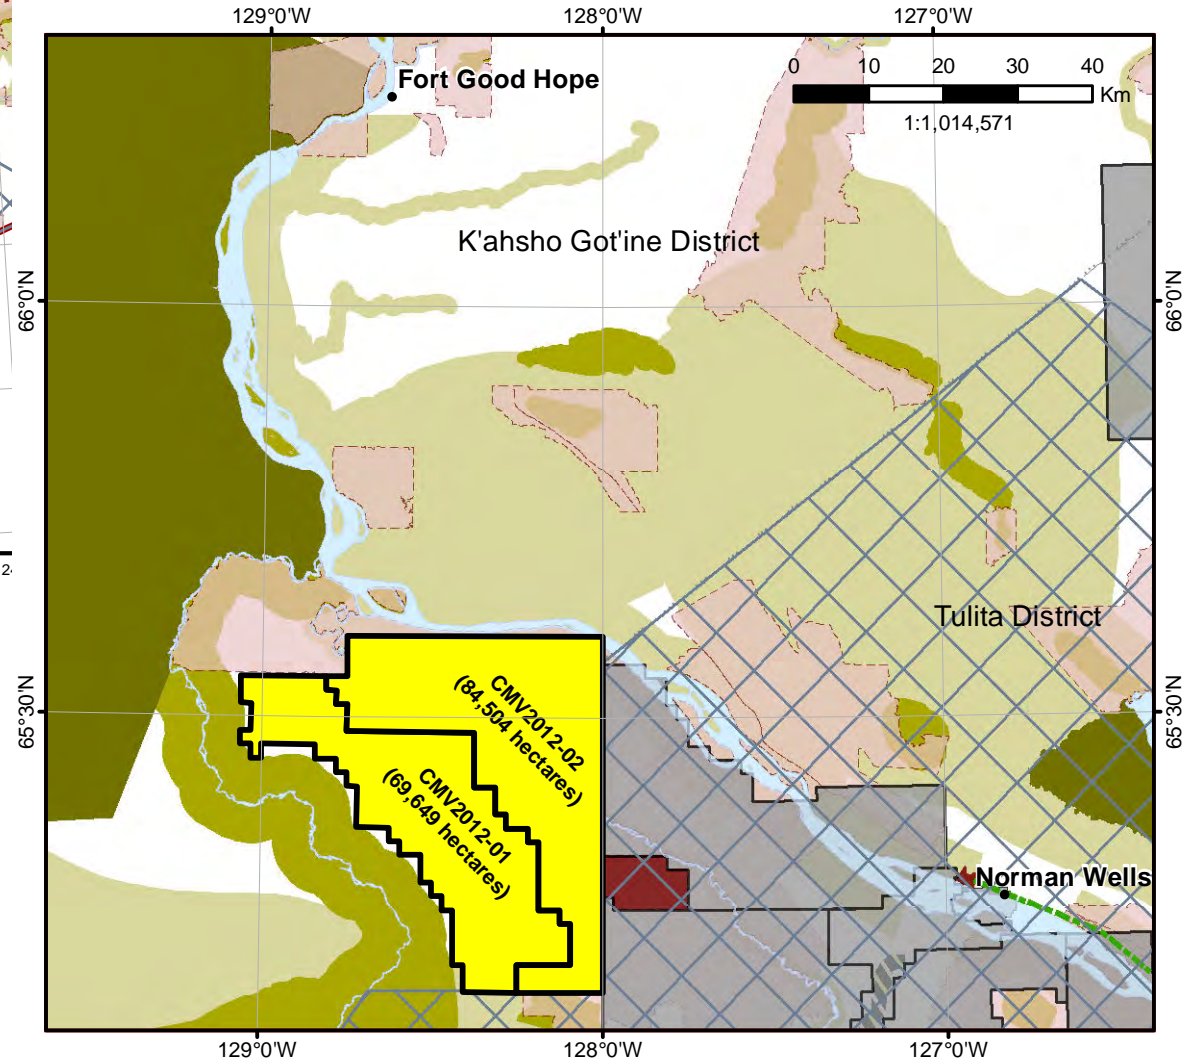 129°0'W 128°0'W 127°0'W
Fort Good Hope
0 10 20 30 40
Km
1:1,014,571
K'ahsho Got'ine District
66°0'N
66°0'N
Tulita District
65°30'N
65°30'N
CMV2012-02
(84,504 hectares)
CMV2012-01
(69,649 hectares)
Norman Wells
129°0'W 128°0'W 127°0'W